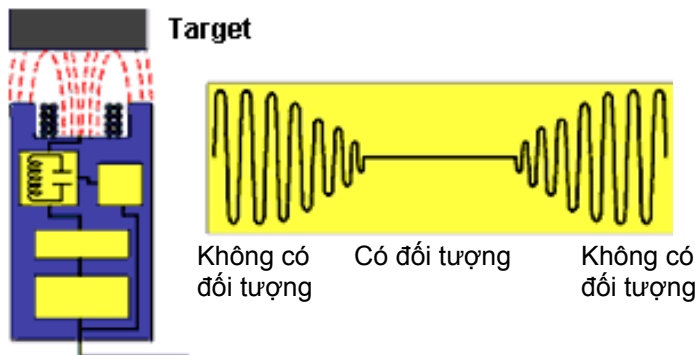 Target
Không có
đối tượng
Có đối tượng
Không có
đối tượng